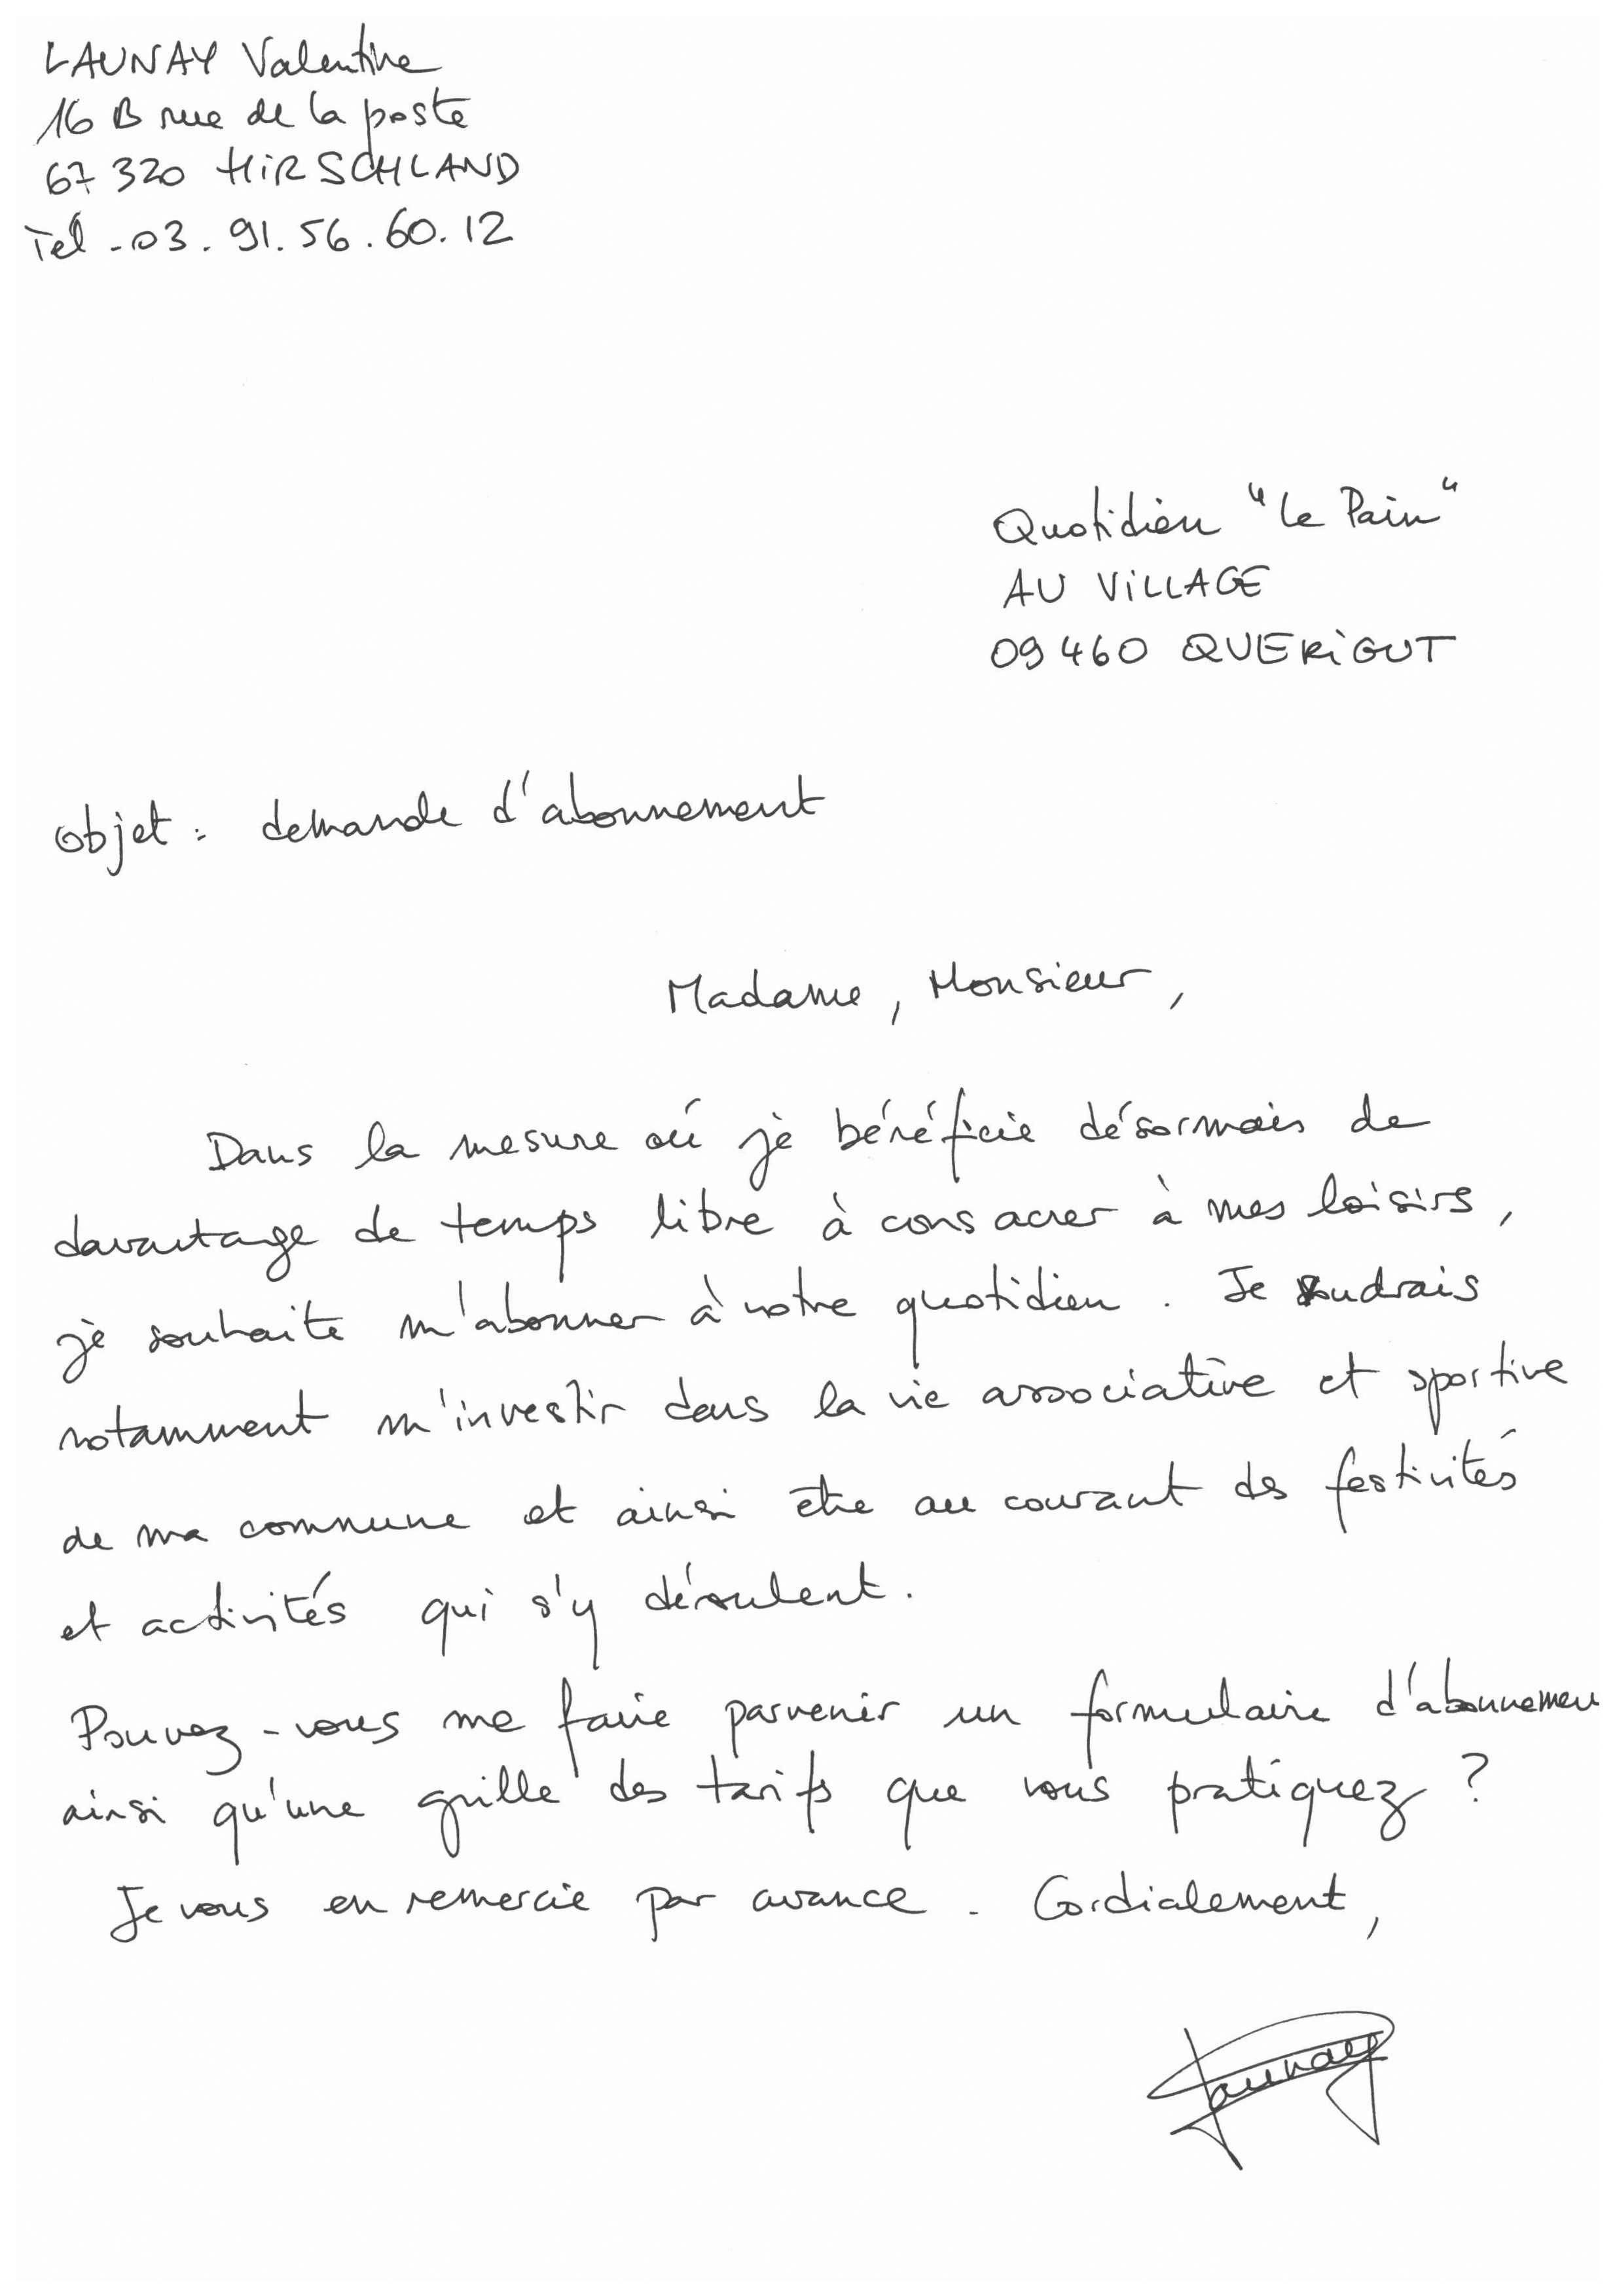 LAUNAY Valentine
16 B rue de la poste
67 320 HIRSCHLAND
Tel - 03. 91. 56. 60. 12
Quotidien "Le Pain"
AU VILLAGE
09 460 QUERIGUT
Objet : demande d'abonnement
Madame, Monsieur,
Dans la mesure où je bénéficie désormais de
davantage de temps libre à consacrer à mes loisirs,
je souhaite m'abonner à votre quotidien. Je
notamment m'investir dans la vie associative et sportive
de ma commune et ainsi être au courant des festivités
et activités qui s'y déroulent.
Pouvez-vous me faire parvenir un formulaire d'abonnemen
ainsi qu'une grille des tarifs que vous pratiquez ?
Je vous en remercie par avance. Cordialement,
Launay